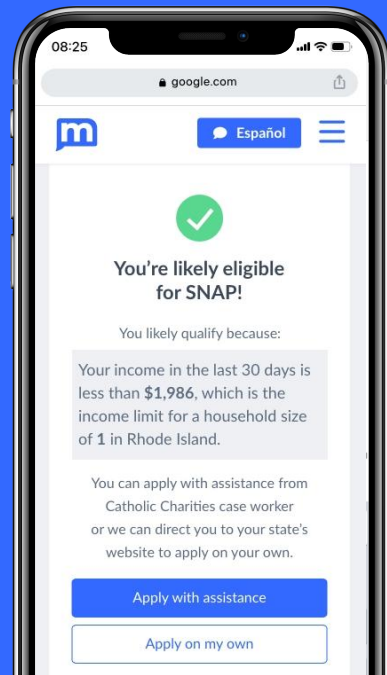 08:25
google.com
m
Español
You're likely eligible
for SNAP!
You likely qualify because:
Your income in the last 30 days is
less than $1,986, which is the
income limit for a household size
of 1 in Rhode Island.
You can apply with assistance from
Catholic Charities case worker
or we can direct you to your state's
website to apply on your own.
Apply with assistance
Apply on my own